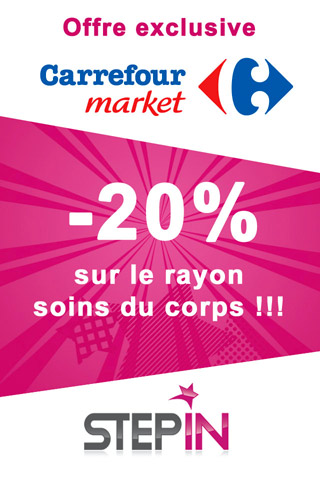 Offre exclusive
Carrefour
market
-20%
sur le rayon
soins du corps !!!
STEPIN